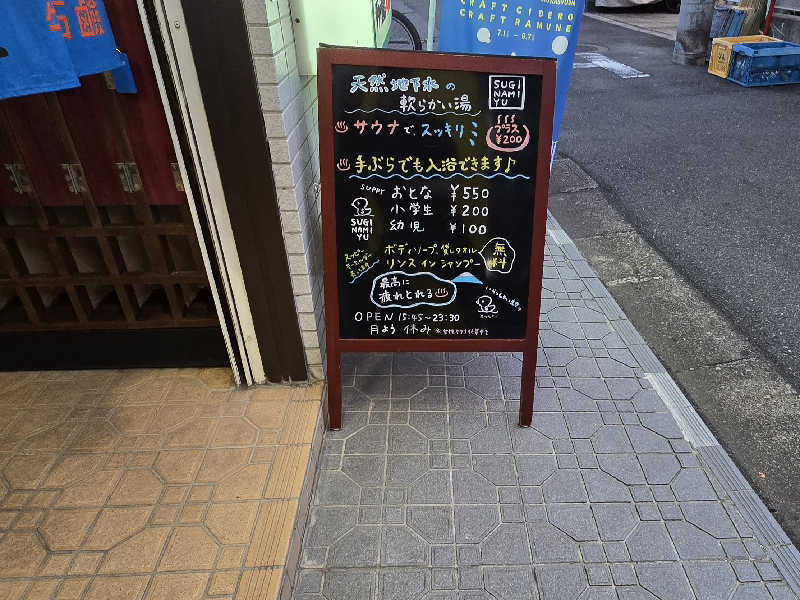 CRAFT CIDER
CRAFT RAMUNE
7.11 - 8.31
天然地下水の
軟らかい湯
SUGI
NAMI
YU
♨サウナで、スッキリ
プラス
¥200
♨手ぶらでも入浴できます♪
おとな ¥550
小学生 ¥200
幼児 ¥100
SUGI
NAMI
YU
ボディソープ、貸しタオル
リンスインシャンプー
無料
最高に
疲れとれる♨
OPEN 15:45～23:30
月よう休み